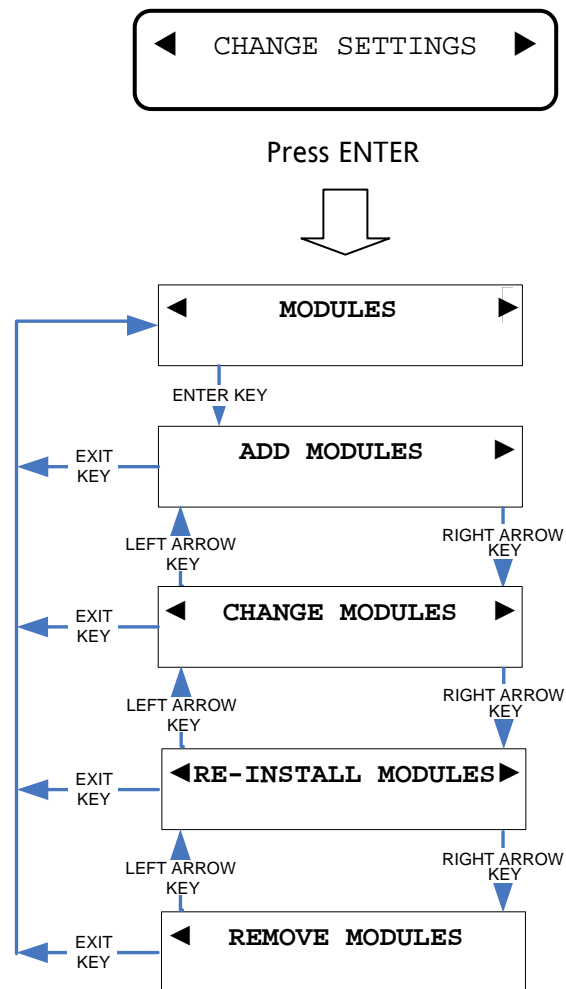 ◄ CHANGE SETTINGS ►
Press ENTER
◄ MODULES ►
ENTER KEY
ADD MODULES ►
EXIT
KEY
LEFT ARROW
KEY
RIGHT ARROW
KEY
◄ CHANGE MODULES ►
EXIT
KEY
LEFT ARROW
KEY
RIGHT ARROW
KEY
◄RE-INSTALL MODULES►
EXIT
KEY
LEFT ARROW
KEY
RIGHT ARROW
KEY
◄ REMOVE MODULES
EXIT
KEY